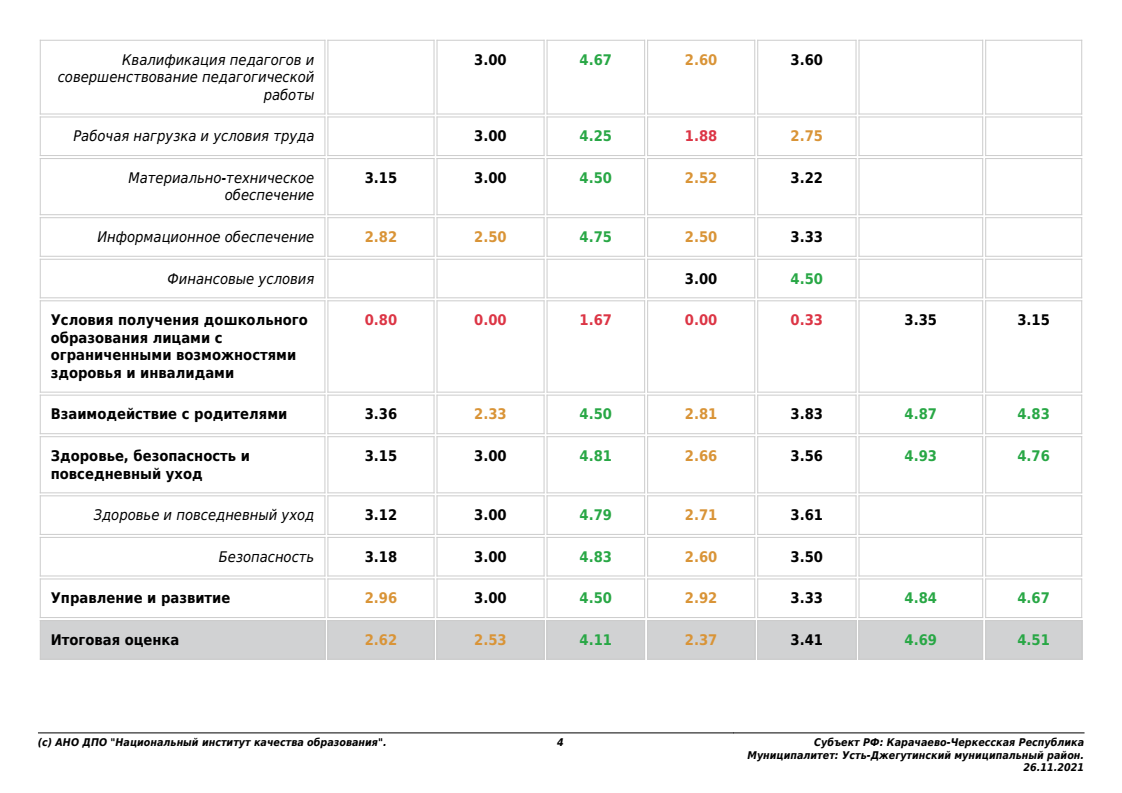 Квалификация педагогов и 3.00 4.67 2.60 3.60
совершенствование педагогической
работы
Рабочая нагрузка и условия труда 3.00 4.25 1.88 2.75
Материально-техническое 3.15 3.00 4.50 2.52 3.22
обеспечение
Информационное обеспечение 2.82 2.50 4.75 2.50 3.33
Финансовые условия 3.00 4.50
Условия получения дошкольного 0.80 0.00 1.67 0.00 0.33 3.35 3.15
образования лицами с
ограниченными возможностями
здоровья и инвалидами
Взаимодействие с родителями 3.36 2.33 4.50 2.81 3.83 4.87 4.83
Здоровье, безопасность и 3.15 3.00 4.81 2.66 3.56 4.93 4.76
повседневный уход
Здоровье и повседневный уход 3.12 3.00 4.79 2.71 3.61
Безопасность 3.18 3.00 4.83 2.60 3.50
Управление и развитие 2.96 3.00 4.50 2.92 3.33 4.84 4.67
Итоговая оценка 2.62 2.53 4.11 2.37 3.41 4.69 4.51
(с) АНО ДПО "Национальный институт качества образования". 4 Субъект РФ: Карачаево-Черкесская Республика
Муниципалитет: Усть-Джегутинский муниципальный район.
26.11.2021